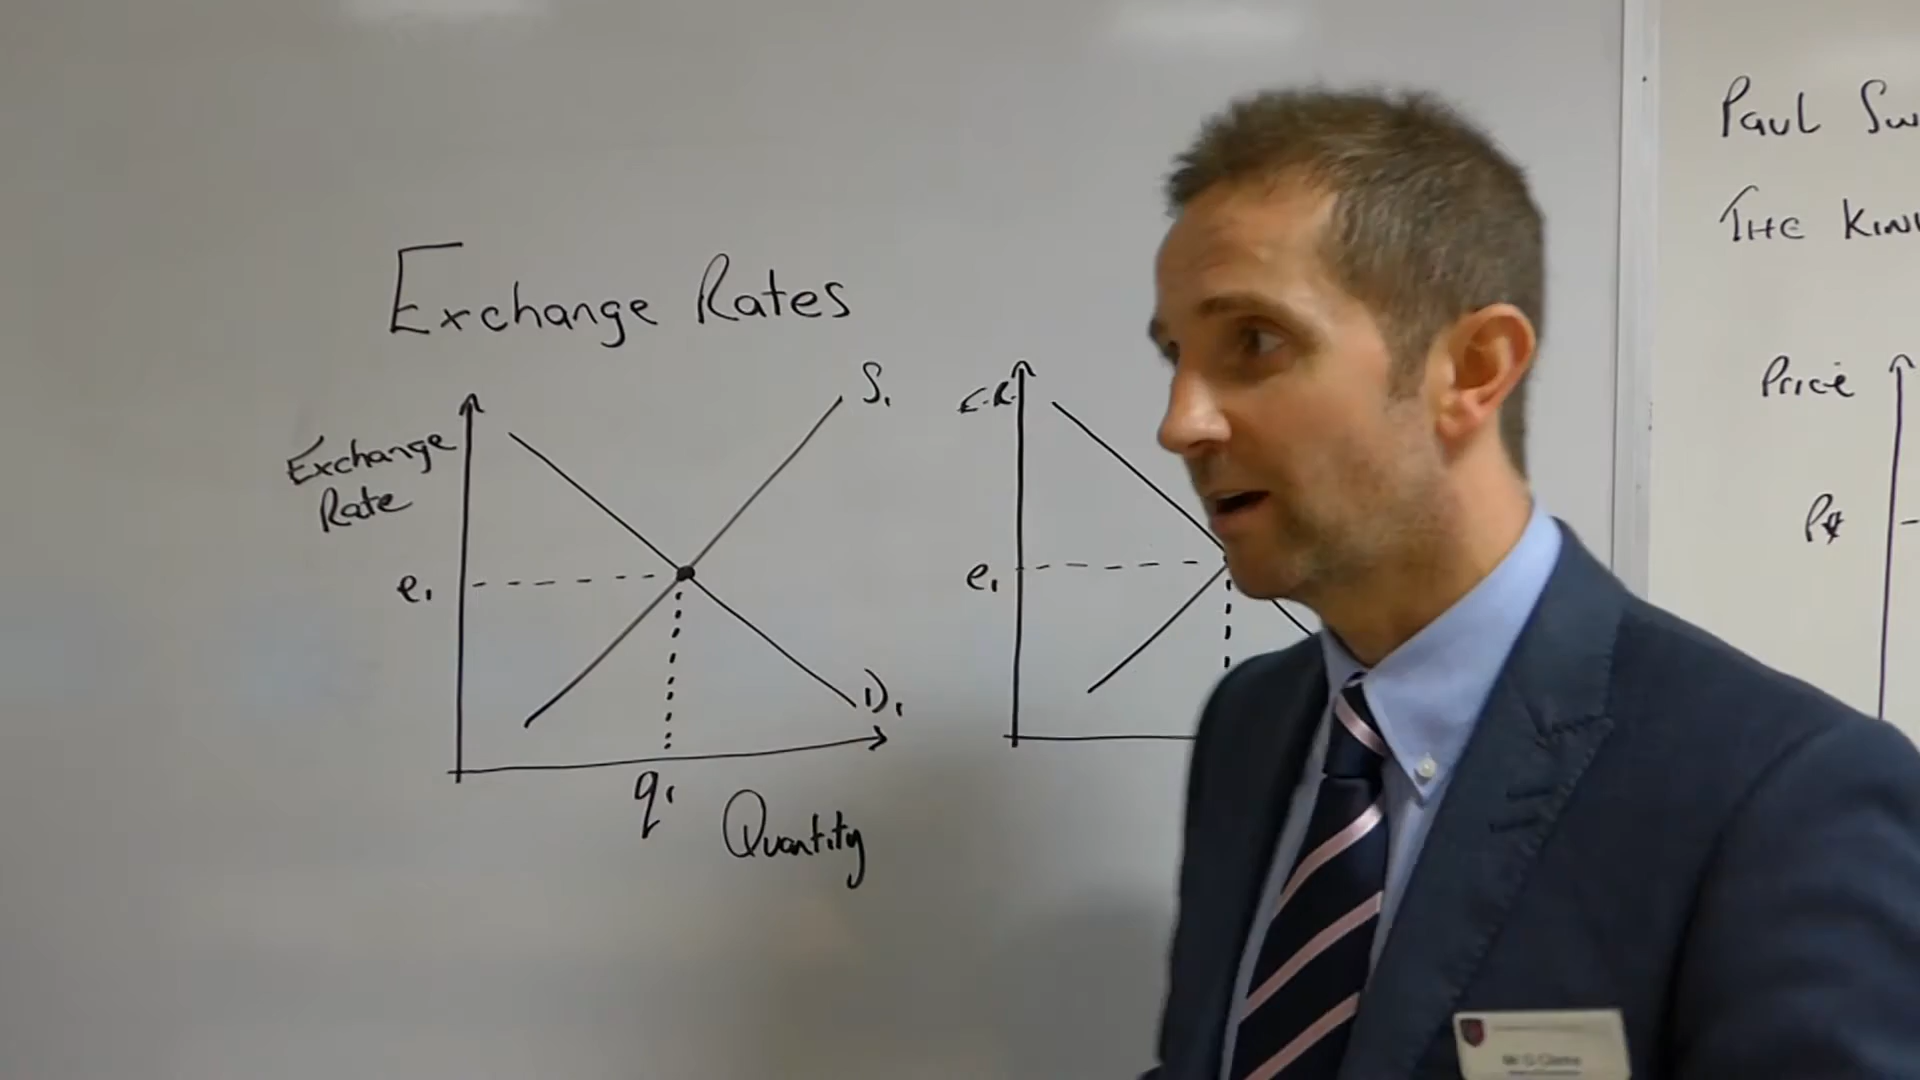 Exchange Rates
S₁
Exchange
Rate
e₁
D₁
q₁
Quantity
E.R.
e₁
Paul Sw
THE KIN
Price